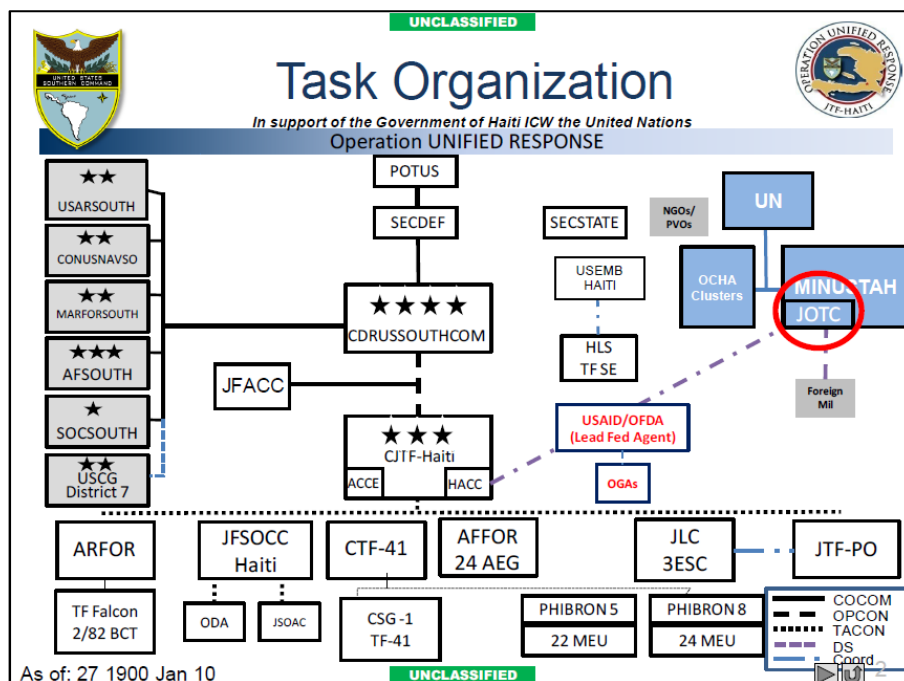 UNCLASSIFIED
UNITED STATES
SOUTHERN COMMAND
OPERATION UNIFIED RESPONSE
JTF-HAITI
Task Organization
In support of the Government of Haiti ICW the United Nations
Operation UNIFIED RESPONSE
POTUS
SECDEF
CDRUSSOUTHCOM
JFACC
CJTF-Haiti
ACCE
HACC
USARSOUTH
CONUSNAVSO
MARFORSOUTH
AFSOUTH
SOCSOUTH
USCG
District 7
SECSTATE
USEMB
HAITI
HLS
TF SE
NGOs/
PVOs
UN
OCHA
Clusters
MINUSTAH
JOTC
Foreign
Mil
USAID/OFDA
(Lead Fed Agent)
OGAs
ARFOR
TF Falcon
2/82 BCT
JFSOCC
Haiti
ODA
JSOAC
CTF-41
CSG -1
TF-41
AFFOR
24 AEG
PHIBRON 5
22 MEU
PHIBRON 8
24 MEU
JLC
3ESC
JTF-PO
COCOM
OPCON
TACON
DS
Coord
As of: 27 1900 Jan 10
UNCLASSIFIED
2